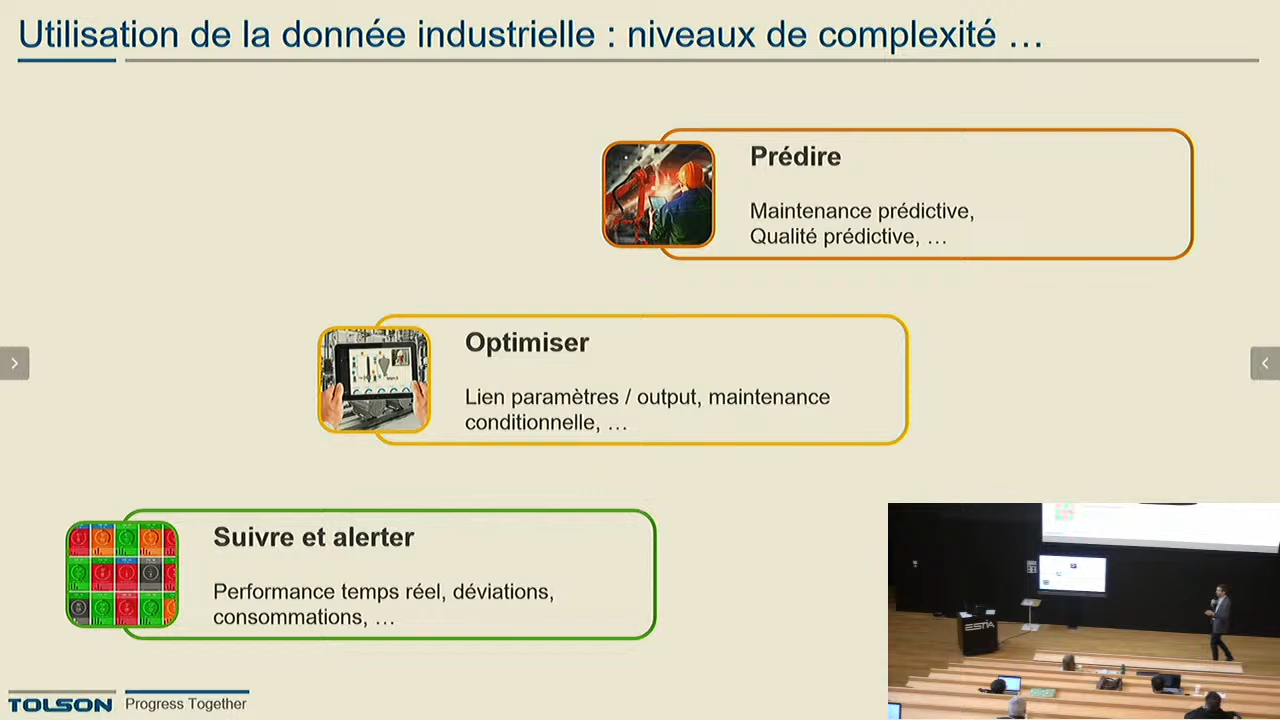 Utilisation de la donnée industrielle : niveaux de complexité …
Prédire
Maintenance prédictive,
Qualité prédictive, …
Optimiser
Lien paramètres / output, maintenance
conditionnelle, …
Suivre et alerter
Performance temps réel, déviations,
consommations, …
TOLSON
Progress Together
ESTIA